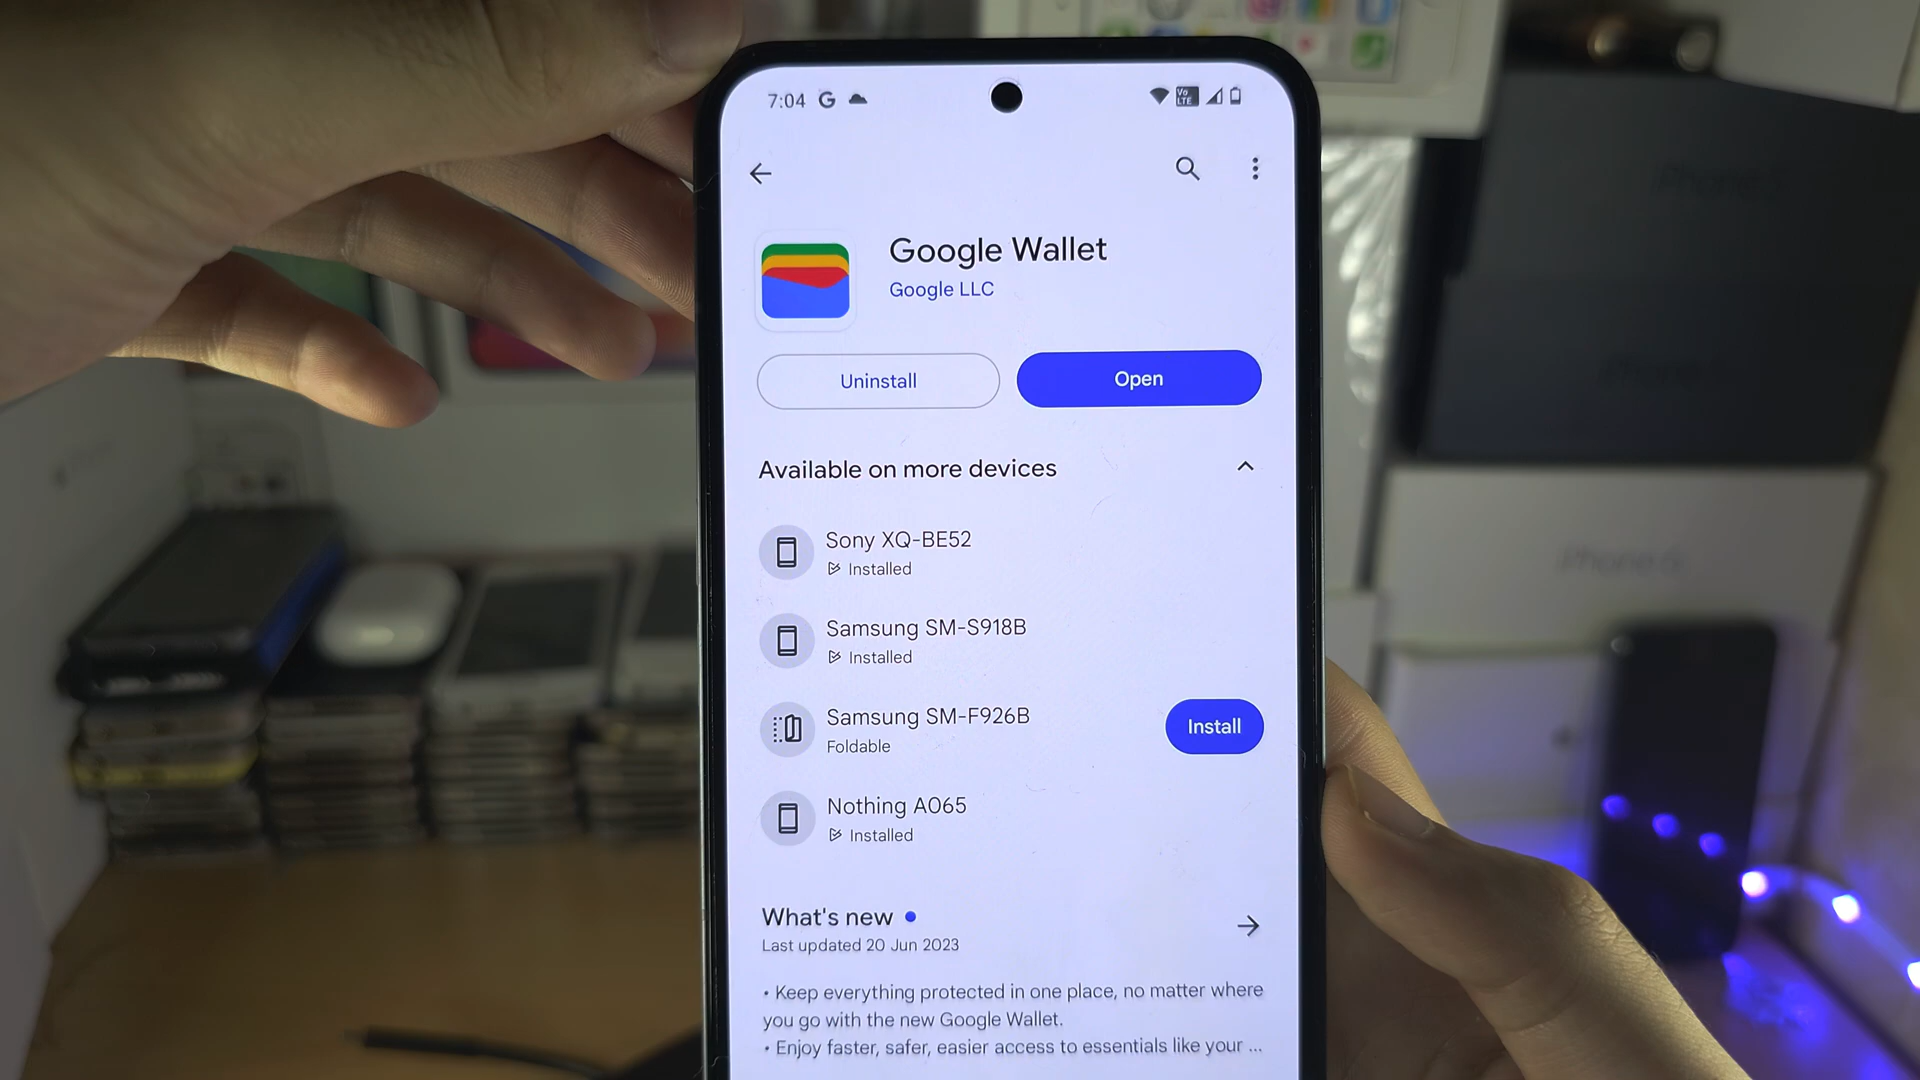 7:04 G
Vo
LTE
Google Wallet
Google LLC
Uninstall
Open
Available on more devices
Sony XQ-BE52
Installed
Samsung SM-S918B
Installed
Samsung SM-F926B
Foldable
Install
Nothing A065
Installed
What's new
Last updated 20 Jun 2023
• Keep everything protected in one place, no matter where
you go with the new Google Wallet.
• Enjoy faster, safer, easier access to essentials like your ...
iPhone